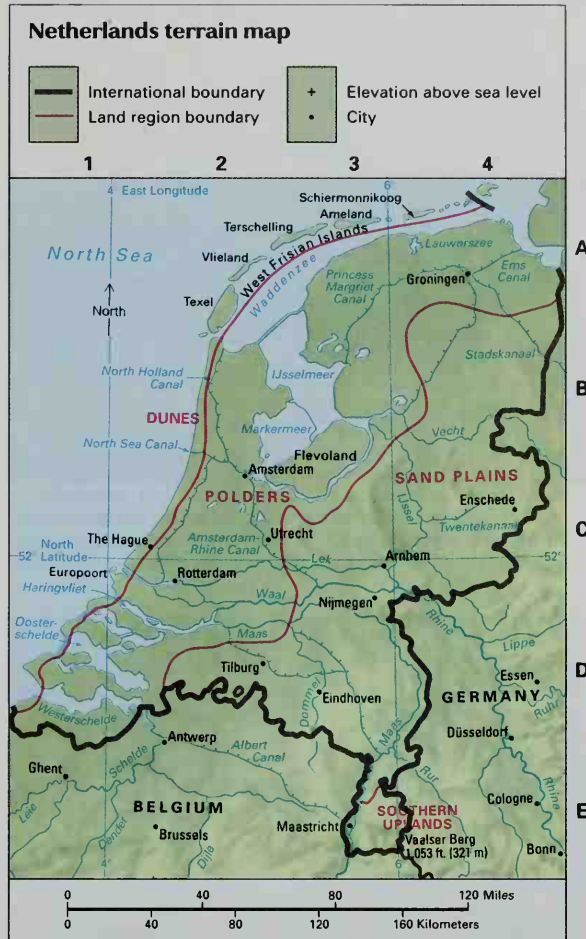 Netherlands terrain map
International boundary
Land region boundary
+ Elevation above sea level
• City
1 2 3 4
A
B
C
D
E
4 East Longitude
6
North Sea
North
Schiermonnikoog
Ameland
Terschelling
Vlieland
Texel
West Frisian Islands
Waddenzee
Lauwerszee
Princess
Margriet
Canal
Groningen
Ems
Canal
Stadskanaal
North Holland
Canal
IJsselmeer
DUNES
Markermeer
Vecht
North Sea Canal
Flevoland
Amsterdam
SAND PLAINS
POLDERS
IJssel
Enschede
Twentekanaal
The Hague
Amsterdam-
Rhine Canal
Utrecht
North
Latitude
52
52°
Lek
Arnhem
Europoort
Rotterdam
Haringvliet
Waal
Nijmegen
Rhine
Ooster-
schelde
Maas
Lippe
Tilburg
Essen
Dommel
Eindhoven
GERMANY
Ruhr
Westerschelde
Antwerp
Maas
Düsseldorf
Albert
Canal
Ghent
Schelde
Rur
Rhine
Leie
BELGIUM
Cologne
SOUTHERN
UPLANDS
Dender
Brussels
Maastricht
Vaalser Berg
1,053 ft. (321 m)
Dijle
Bonn
4°
6°
0 40 80 120 Miles
0 40 80 120 160 Kilometers